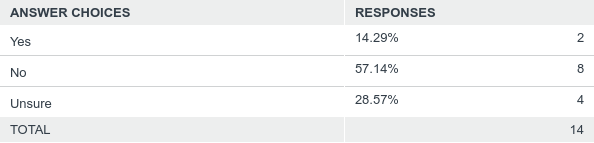 ANSWER CHOICES RESPONSES
Yes 14.29% 2
No 57.14% 8
Unsure 28.57% 4
TOTAL 14